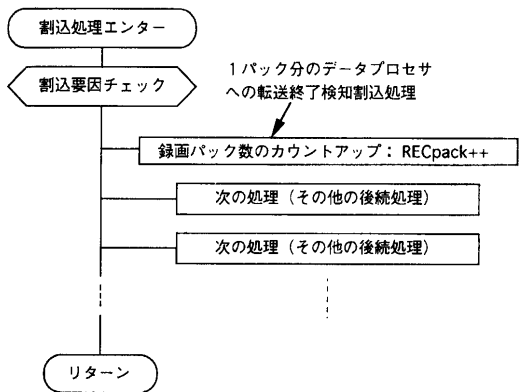 割込処理エンター
割込要因チェック
1パック分のデータプロセサ
への転送終了検知割込処理
録画パック数のカウントアップ： RECpack++
次の処理（その他の後続処理）
次の処理（その他の後続処理）
リターン